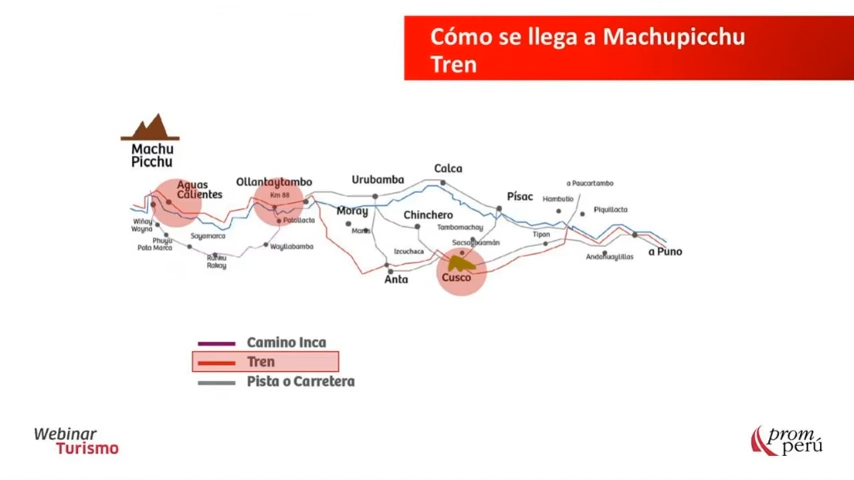 Cómo se llega a Machupicchu
Tren
Machu
Picchu
Aguas
Calientes
Ollantaytambo
Km 88
Urubamba
Calca
Písac
a Paucartambo
Hambutio
Piquillacta
Moray
Maras
Chinchero
Tambomachay
Sacsayhuamán
Patallacta
Wiñay
Wayna
Phuyu
Pata Marca
Sayamarca
Wayllabamba
Runku
Rakay
Izcuchaca
Anta
Cusco
Tipon
Andahuaylillas
a Puno
Camino Inca
Tren
Pista o Carretera
Webinar
Turismo
prom
perú